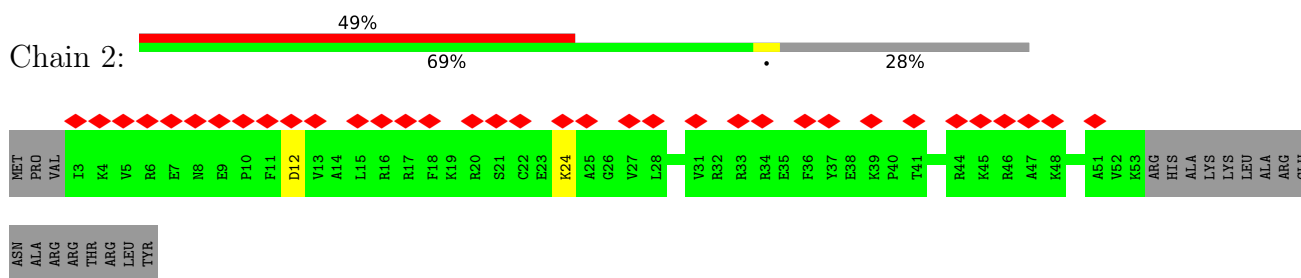 49%
Chain 2:
69% • 28%
MET PRO VAL I3 K4 V5 R6 E7 N8 E9 P10 F11 D12 V13 A14 L15 R16 R17 F18 K19 R20 S21 C22 E23 K24 A25 G26 V27 L28 V31 R32 R33 R34 E35 F36 Y37 E38 K39 P40 T41 R44 K45 R46 A47 K48 A51 V52 K53 ARG HIS ALA LYS LYS LEU ALA ARG
ASN ALA ARG ARG THR ARG LEU TYR